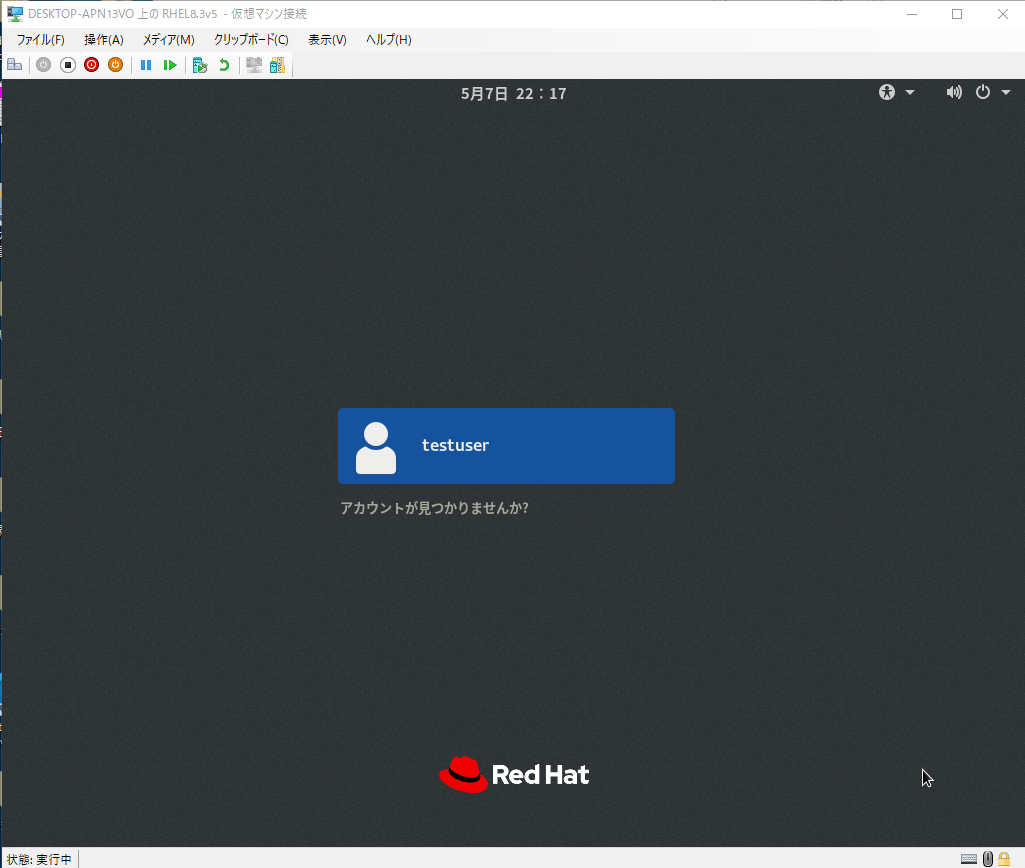 DESKTOP-APN13VO 上の RHEL8.3v5 - 仮想マシン接続
ファイル(F) 操作(A) メディア(M) クリップボード(C) 表示(V) ヘルプ(H)
5月7日 22：17
testuser
アカウントが見つかりませんか?
Red Hat
状態: 実行中